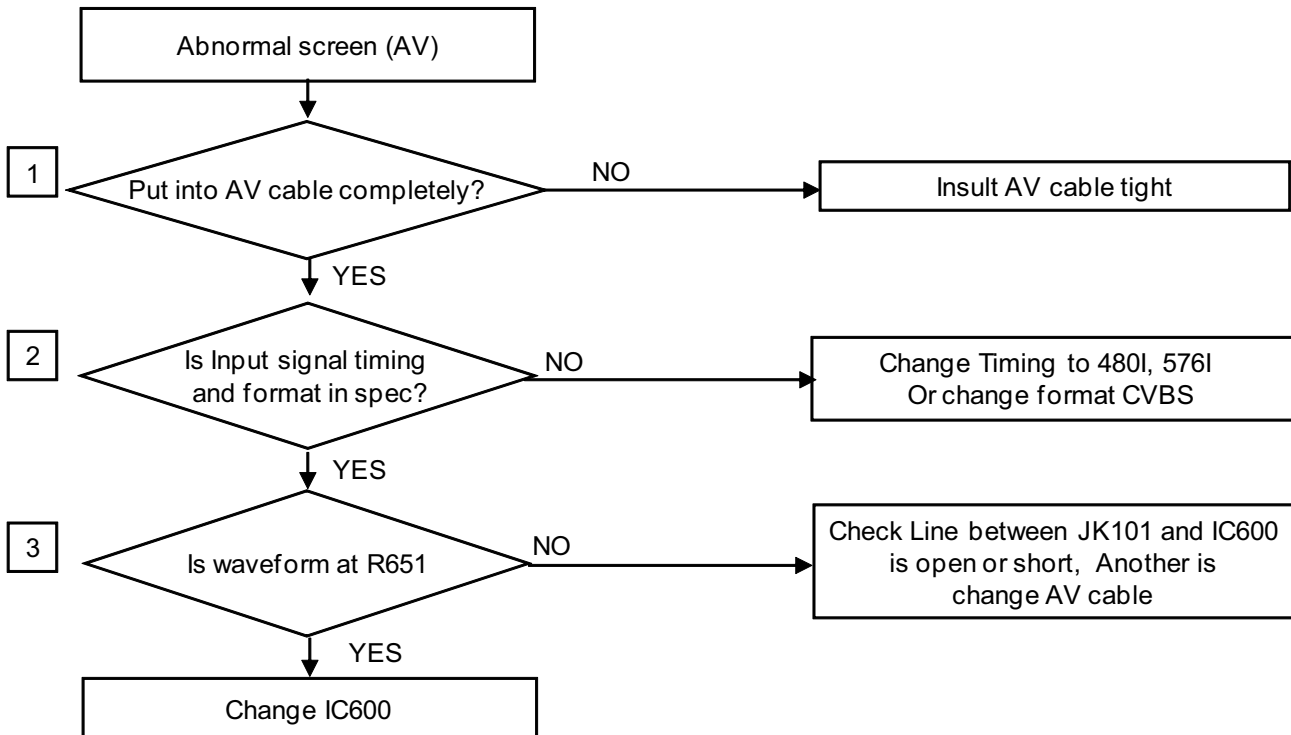 Abnormal screen (AV)
1
Put into AV cable completely?
NO
Insult AV cable tight
YES
2
Is Input signal timing
and format in spec?
NO
Change Timing to 480I, 576I
Or change format CVBS
YES
3
Is waveform at R651
NO
Check Line between JK101 and IC600
is open or short, Another is
change AV cable
YES
Change IC600